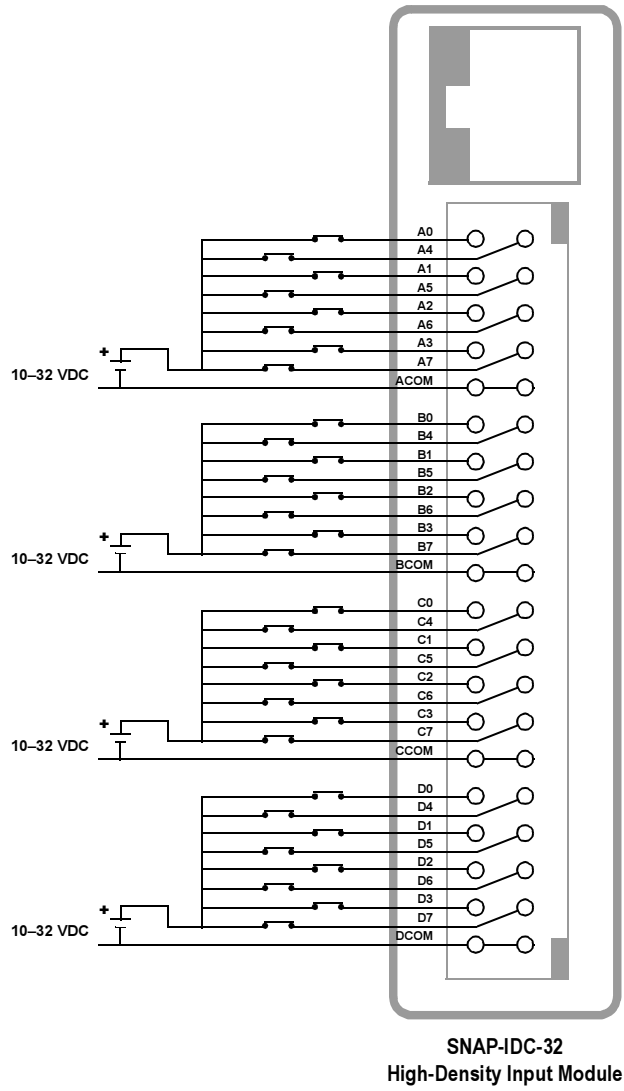 A0
A4
A1
A5
A2
A6
+
A3
A7
10–32 VDC
ACOM
B0
B4
B1
B5
B2
B6
+
B3
B7
10–32 VDC
BCOM
C0
C4
C1
C5
C2
C6
+
C3
C7
10–32 VDC
CCOM
D0
D4
D1
D5
D2
D6
+
D3
D7
10–32 VDC
DCOM
SNAP-IDC-32
High-Density Input Module